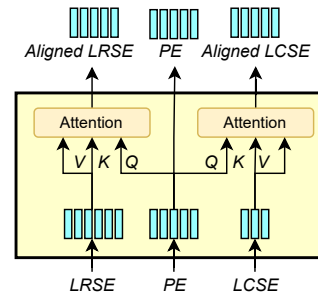 Aligned LRSE PE Aligned LCSE
Attention Attention
V K Q Q K V
LRSE PE LCSE